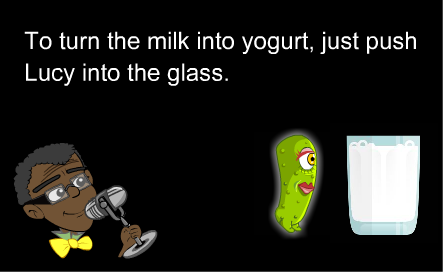 To turn the milk into yogurt, just push
Lucy into the glass.